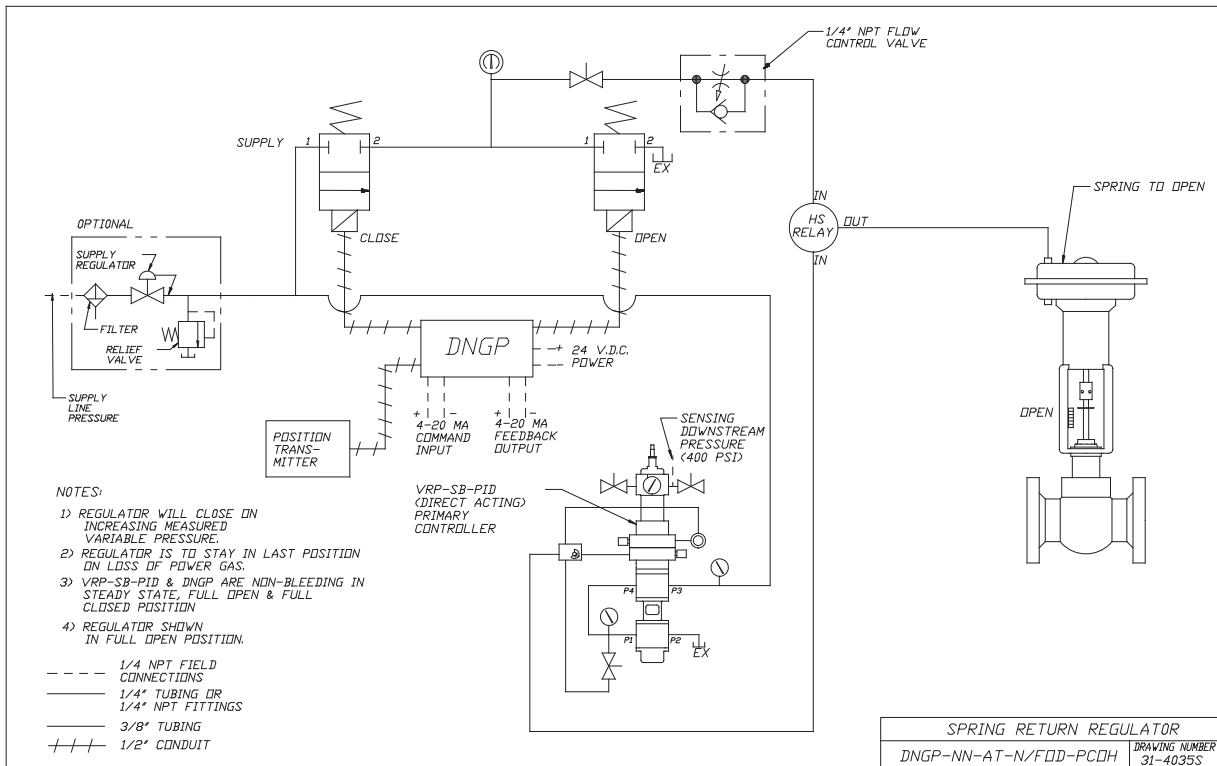 1/4" NPT FLOW
CONTROL VALVE
SUPPLY
1
2
1
2
EX
SPRING TO OPEN
IN
HS
RELAY
OUT
IN
OPTIONAL
CLOSE
OPEN
SUPPLY
REGULATOR
FILTER
RELIEF
VALVE
SUPPLY
LINE
PRESSURE
DNGP
+ 24 V.D.C.
- POWER
+ -
4-20 MA
COMMAND
INPUT
+ -
4-20 MA
FEEDBACK
OUTPUT
POSITION
TRANS-
MITTER
SENSING
DOWNSTREAM
PRESSURE
(400 PSI)
OPEN
VRP-SB-PID
(DIRECT ACTING)
PRIMARY
CONTROLLER
P4
P3
P1
P2
EX
NOTES:
1) REGULATOR WILL CLOSE ON
INCREASING MEASURED
VARIABLE PRESSURE.
2) REGULATOR IS TO STAY IN LAST POSITION
ON LOSS OF POWER GAS.
3) VRP-SB-PID & DNGP ARE NON-BLEEDING IN
STEADY STATE, FULL OPEN & FULL
CLOSED POSITION
4) REGULATOR SHOWN
IN FULL OPEN POSITION.
1/4 NPT FIELD
CONNECTIONS
1/4" TUBING OR
1/4" NPT FITTINGS
3/8" TUBING
1/2" CONDUIT
SPRING RETURN REGULATOR
DNGP-NN-AT-N/FOD-PCOH
DRAWING NUMBER
31-4035S